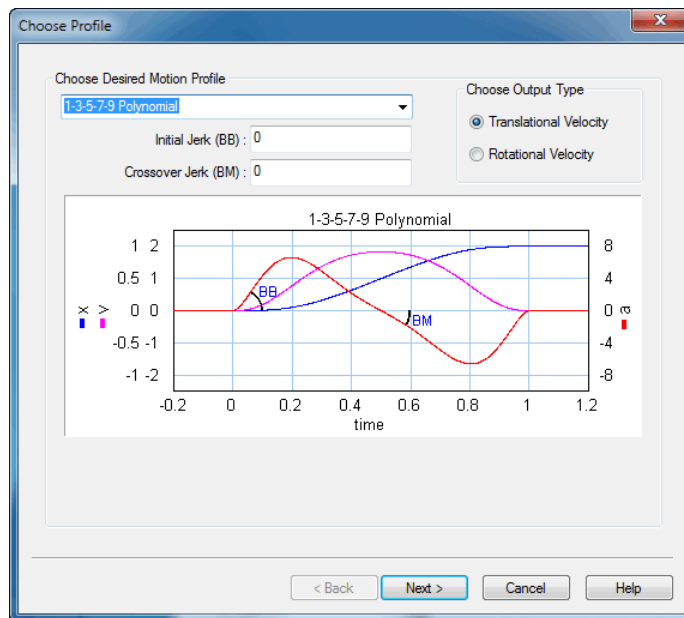 Choose Profile
x
Choose Desired Motion Profile
1-3-5-7-9 Polynomial
Initial Jerk (BB) : 0
Crossover Jerk (BM) : 0
Choose Output Type
Translational Velocity
Rotational Velocity
1-3-5-7-9 Polynomial
1 2 8
0.5 1 4
0 0 0
-0.5 -1 -4
-1 -2 -8
x
v
a
BB
BM
-0.2 0 0.2 0.4 0.6 0.8 1 1.2
time
< Back Next > Cancel Help